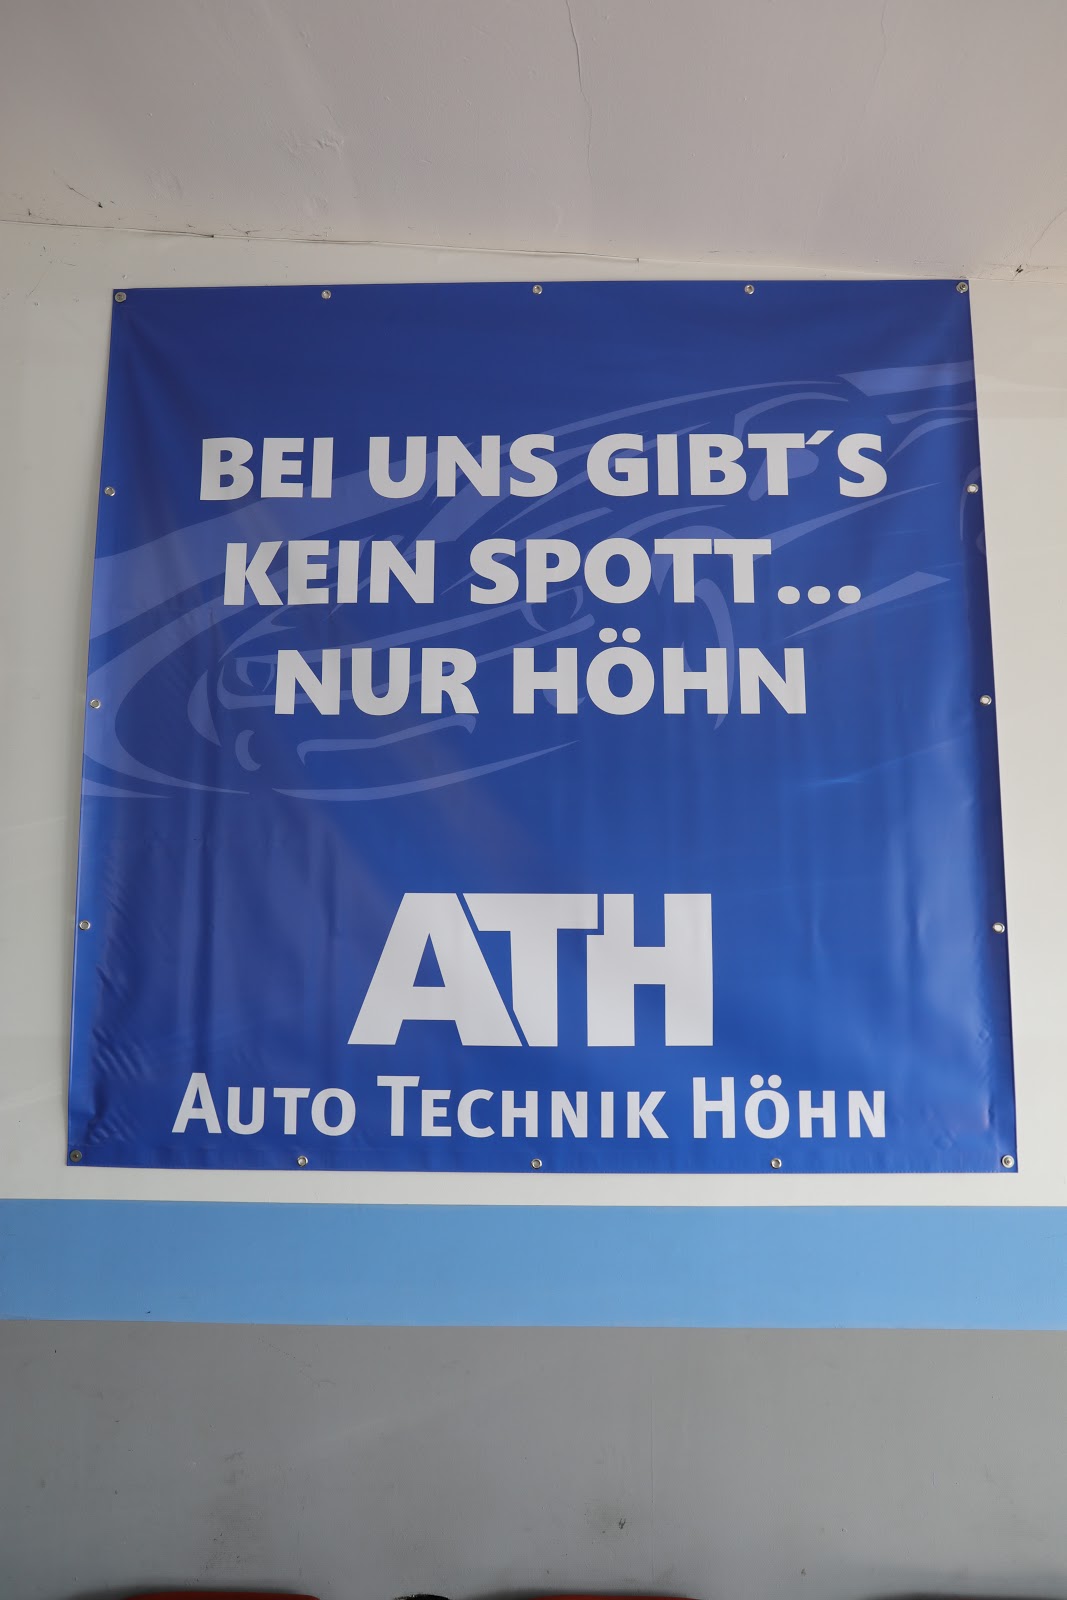 BEI UNS GIBT´S
KEIN SPOTT...
NUR HÖHN
ATH
AUTO TECHNIK HÖHN